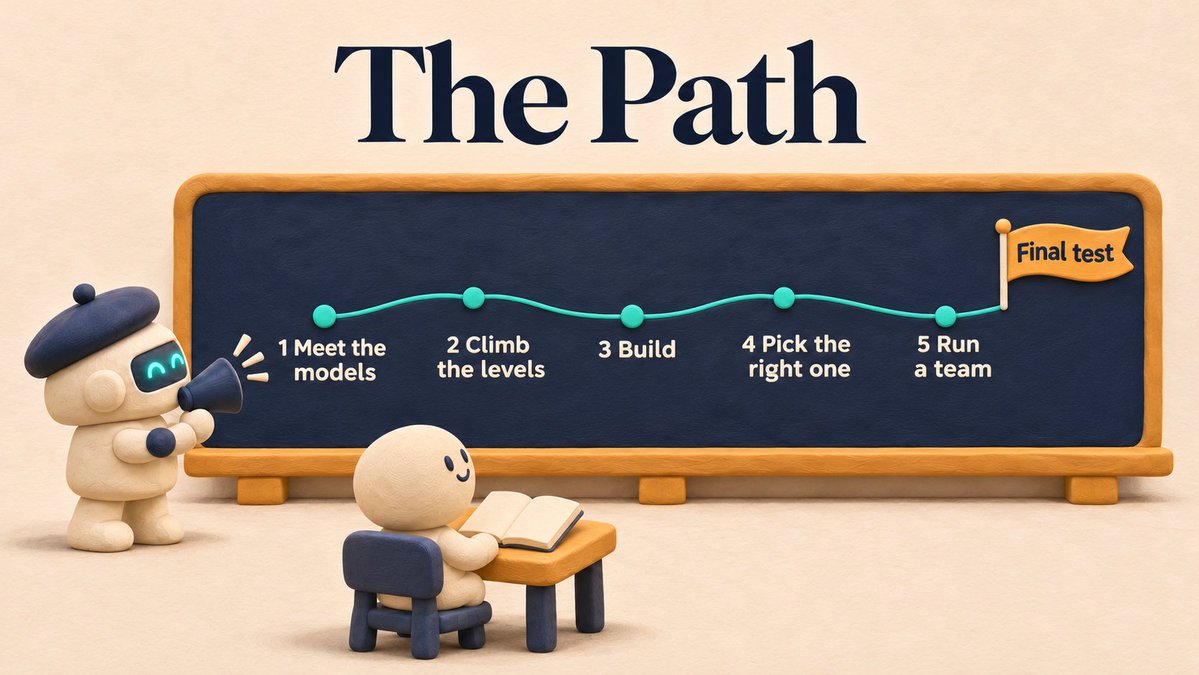 The Path
Final test
1 Meet the
models
2 Climb
the levels
3 Build
4 Pick the
right one
5 Run
a team